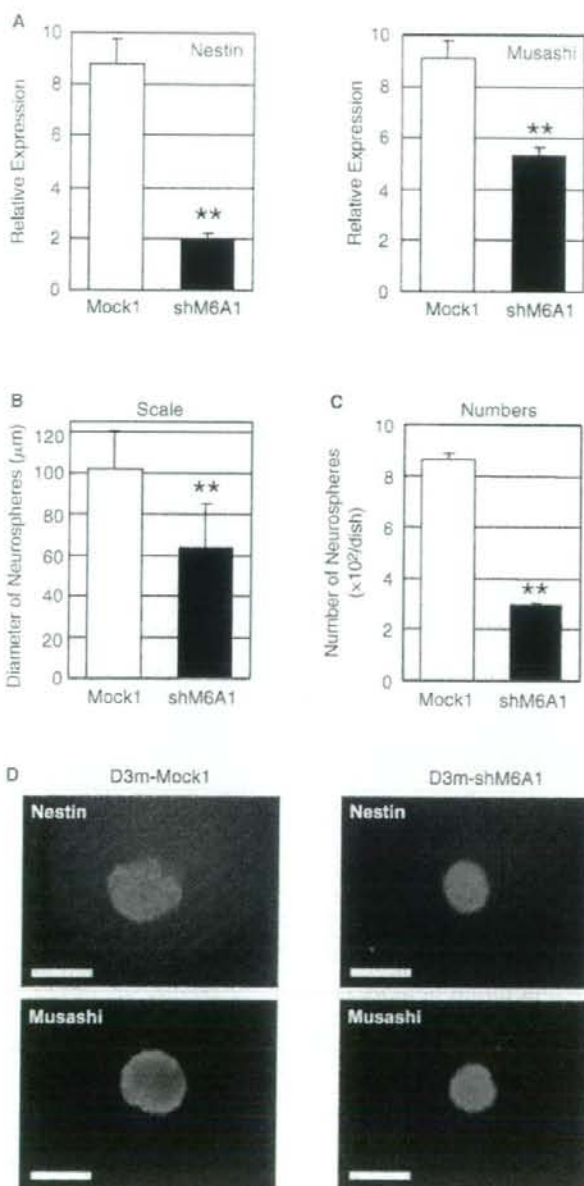 A
Nestin
Relative Expression
10
8
6
4
2
0
**
Mock1 shM6A1
Musashi
Relative Expression
10
8
6
4
2
0
**
Mock1 shM6A1
B
Scale
Diameter of Neurospheres (μm)
120
100
80
60
40
20
0
**
Mock1 shM6A1
C
Numbers
Number of Neurospheres
(×10²/dish)
10
8
6
4
2
0
**
Mock1 shM6A1
D
D3m-Mock1 D3m-shM6A1
Nestin Nestin
Musashi Musashi